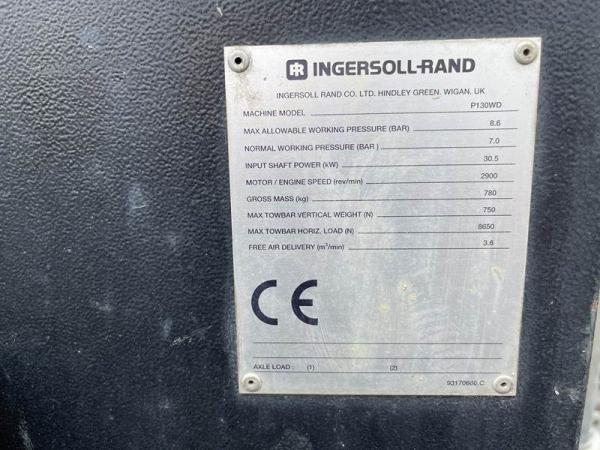 IR INGERSOLL-RAND
INGERSOLL RAND CO. LTD. HINDLEY GREEN. WIGAN, UK
MACHINE MODEL P130WD
MAX ALLOWABLE WORKING PRESSURE (BAR) 8.6
NORMAL WORKING PRESSURE (BAR ) 7.0
INPUT SHAFT POWER (kW) 30.5
MOTOR / ENGINE SPEED (rev/min) 2900
GROSS MASS (kg) 780
MAX TOWBAR VERTICAL WEIGHT (N) 750
MAX TOWBAR HORIZ. LOAD (N) 8650
FREE AIR DELIVERY (m³/min) 3.6
CE
AXLE LOAD : (1) (2)
93170660.C